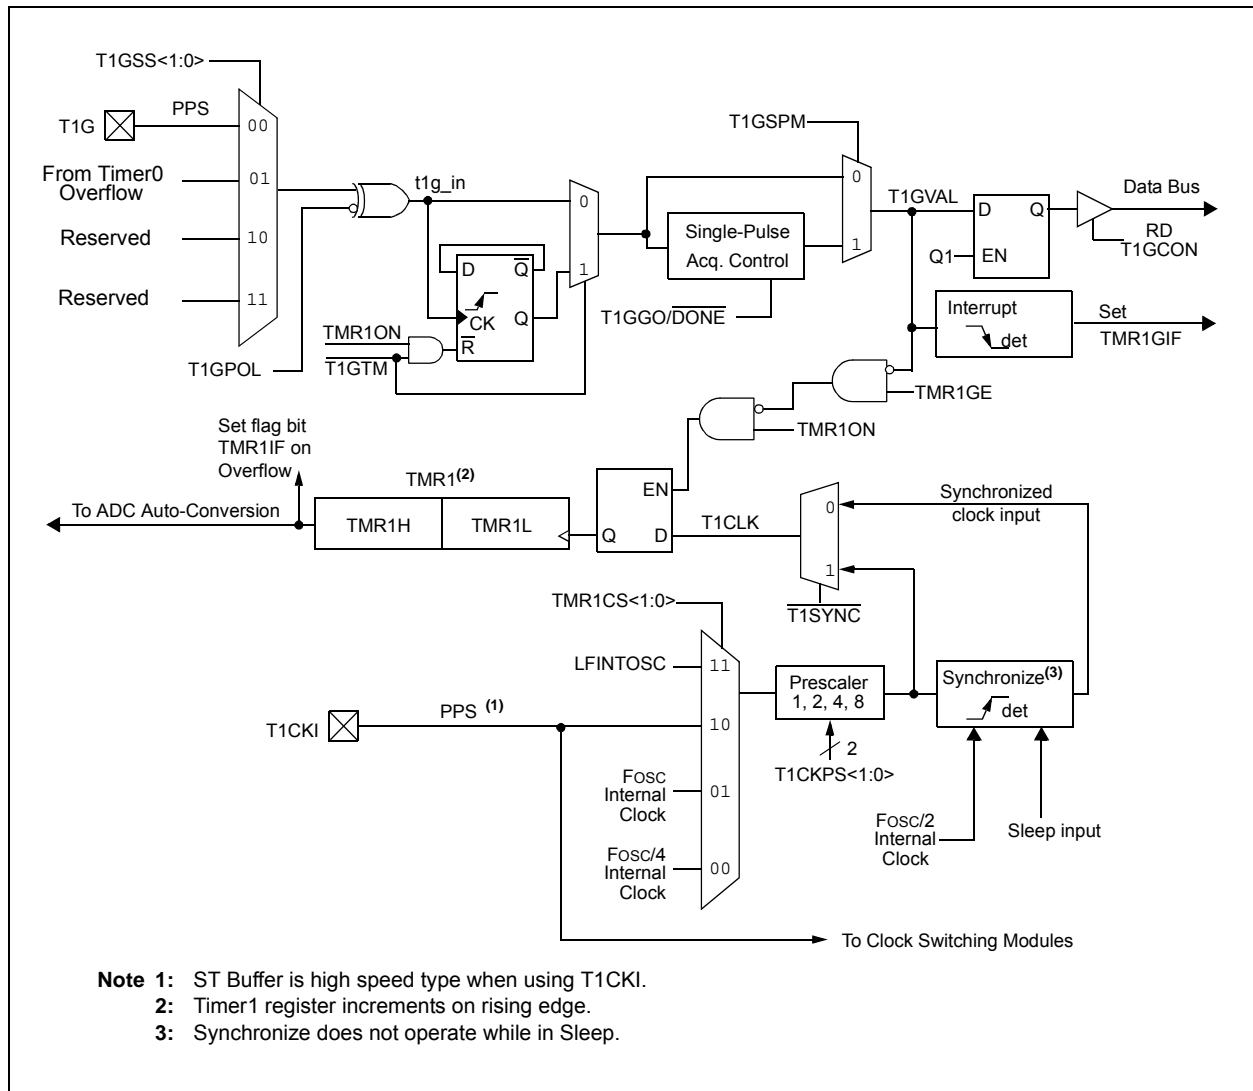 T1GSS<1:0>
T1G
PPS
00
From Timer0
Overflow
01
Reserved
10
Reserved
11
T1GPOL
t1g_in
0
1
D
Q
CK
Q
R
TMR1ON
T1GTM
T1GSPM
Single-Pulse
Acq. Control
T1GGO/DONE
0
1
T1GVAL
D
Q
Q1
EN
Data Bus
RD
T1GCON
Interrupt
det
Set
TMR1GIF
TMR1GE
TMR1ON
Set flag bit
TMR1IF on
Overflow
To ADC Auto-Conversion
TMR1(2)
TMR1H
TMR1L
EN
Q
D
T1CLK
0
1
T1SYNC
Synchronized
clock input
TMR1CS<1:0>
LFINTOSC
11
T1CKI
PPS (1)
10
FOSC
Internal
Clock
01
FOSC/4
Internal
Clock
00
Prescaler
1, 2, 4, 8
2
T1CKPS<1:0>
Synchronize(3)
det
FOSC/2
Internal
Clock
Sleep input
To Clock Switching Modules
Note 1: ST Buffer is high speed type when using T1CKI.
2: Timer1 register increments on rising edge.
3: Synchronize does not operate while in Sleep.